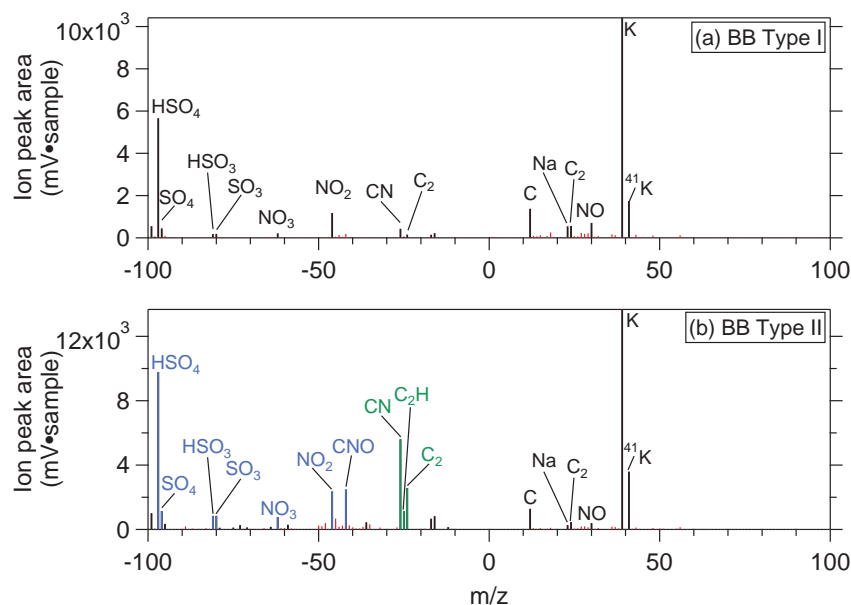 10x10³
K
(a) BB Type I
8
HSO₄
6
Ion peak area
(mV•sample)
4
HSO₃
SO₃
Na
C₂
2
SO₄
NO₃
NO₂
CN
C₂
C
NO
⁴¹K
0
-100
-50
0
50
100
12x10³
K
(b) BB Type II
HSO₄
8
C₂H
CN
Ion peak area
(mV•sample)
HSO₃
SO₃
NO₂
CNO
C₂
4
SO₄
NO₃
Na
C₂
C
NO
⁴¹K
0
-100
-50
0
50
100
m/z